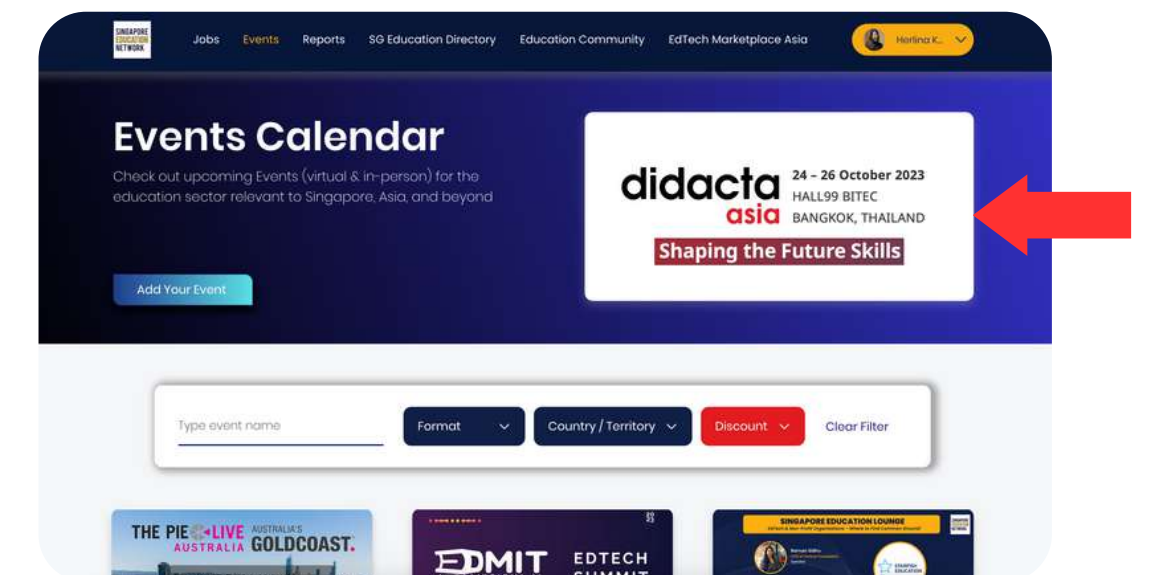 SINGAPORE
EDUCATION
NETWORK
Jobs Events Reports SG Education Directory Education Community EdTech Marketplace Asia Herlina K...
Events Calendar
Check out upcoming Events (virtual & in-person) for the
education sector relevant to Singapore, Asia, and beyond
Add Your Event
didacta
asia
24 – 26 October 2023
HALL99 BITEC
BANGKOK, THAILAND
Shaping the Future Skills
Type event name Format Country / Territory Discount Clear Filter
THE PIE LIVE
AUSTRALIA
AUSTRALIA'S
GOLDCOAST.
EDMIT
EDTECH
SUMMIT
SINGAPORE EDUCATION LOUNGE